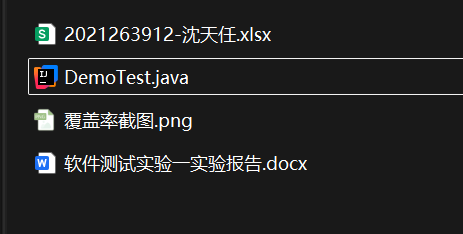 2021263912-沈天任.xlsx
DemoTest.java
覆盖率截图.png
软件测试实验一实验报告.docx